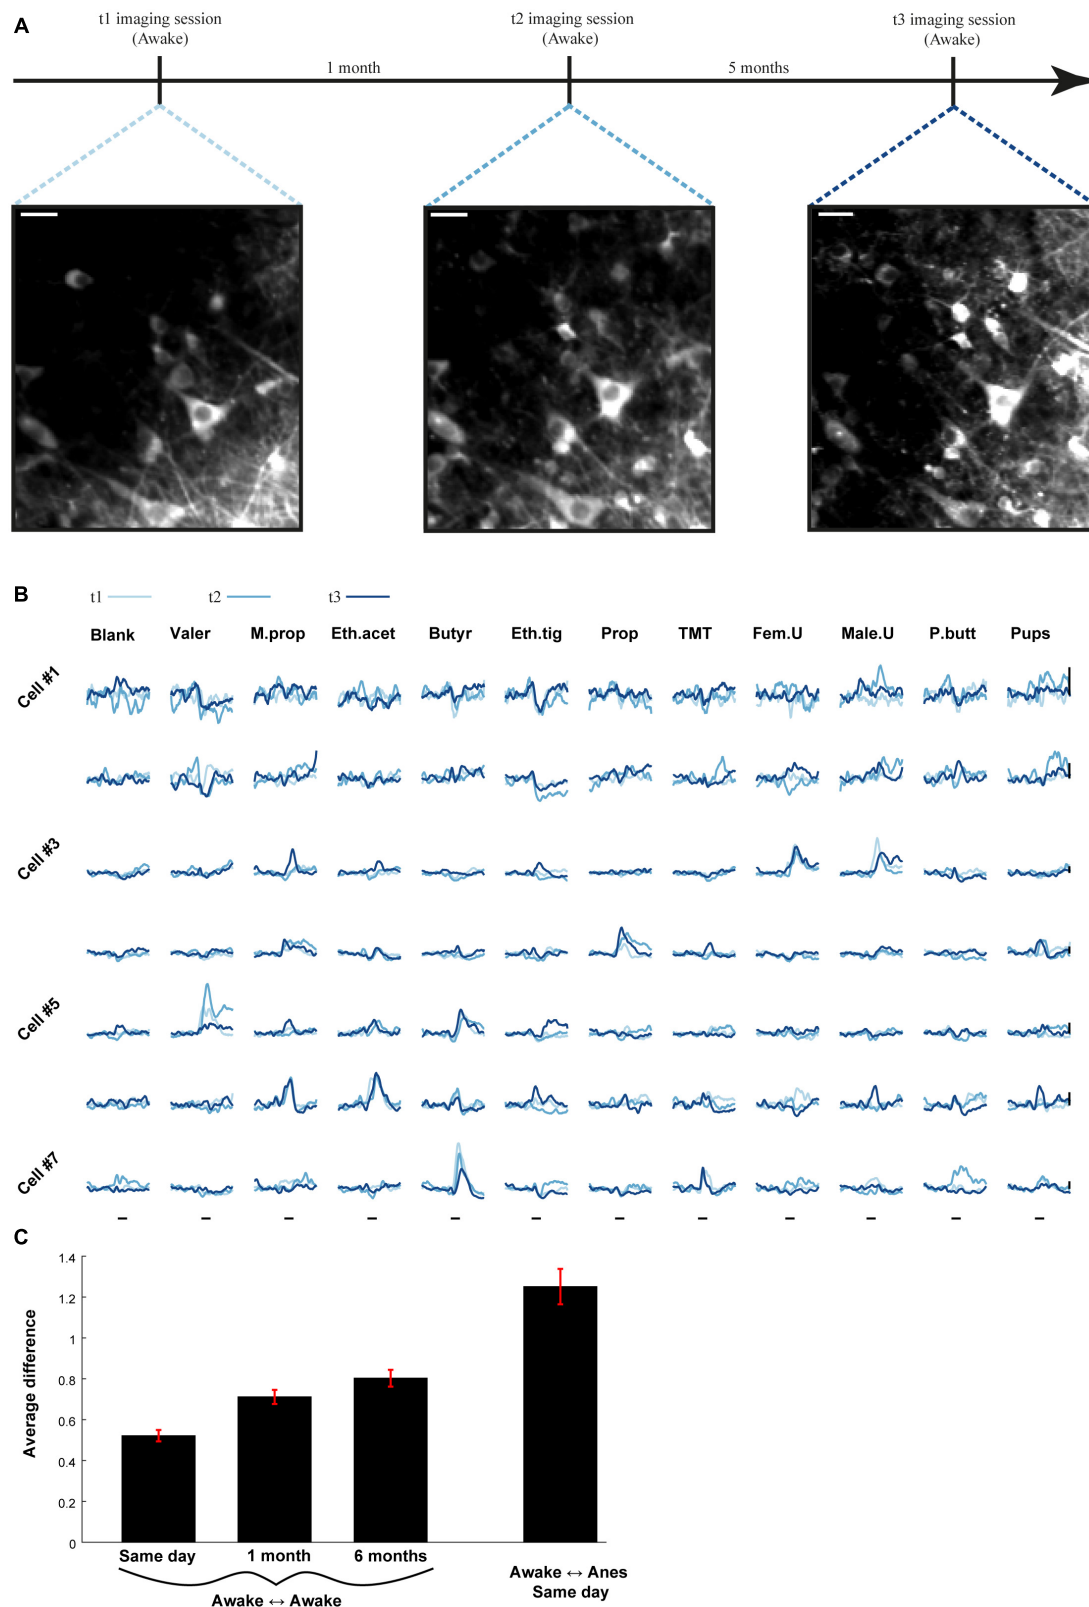 A
t1 imaging session
(Awake)
t2 imaging session
(Awake)
t3 imaging session
(Awake)
1 month
5 months
B
t1
t2
t3
Blank
Valer
M.prop
Eth.acet
Butyr
Eth.tig
Prop
TMT
Fem.U
Male.U
P.butt
Pups
Cell #1
Cell #3
Cell #5
Cell #7
C
Average difference
1.4
1.2
1
0.8
0.6
0.4
0.2
0
Same day
1 month
6 months
Awake ↔ Awake
Awake ↔ Anes
Same day